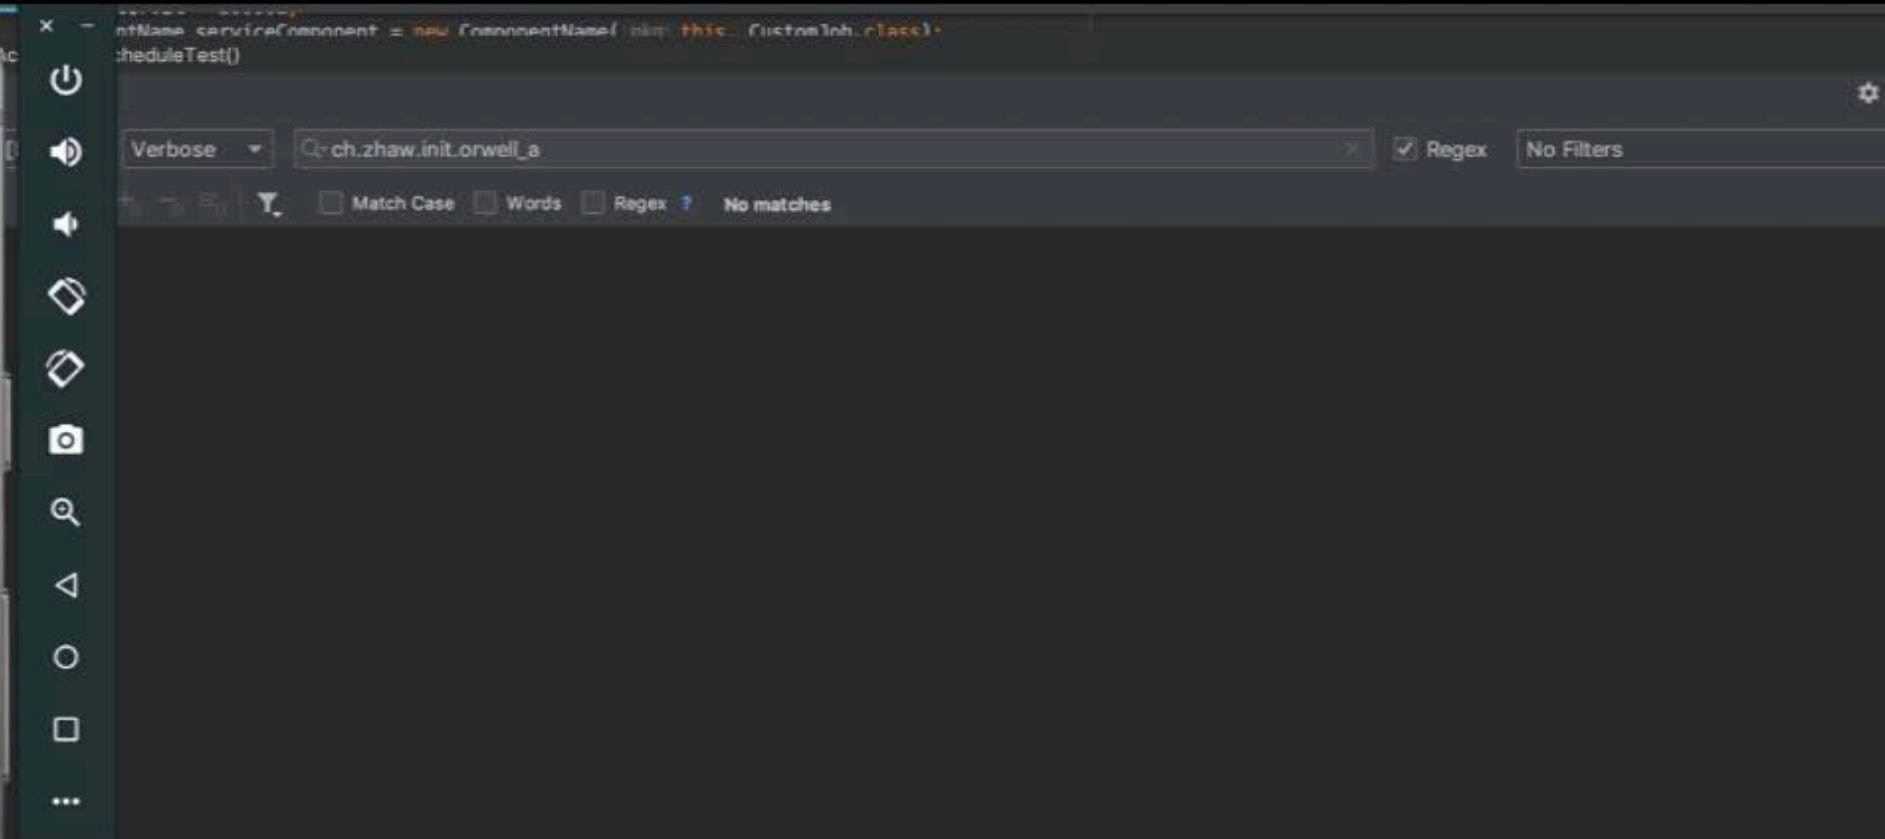 ntName serviceComponent = new ComponentName( pkg: this, CustomJob.class);
cheduleTest()
Verbose
ch.zhaw.init.orwell_a
Regex
No Filters
Match Case
Words
Regex
?
No matches